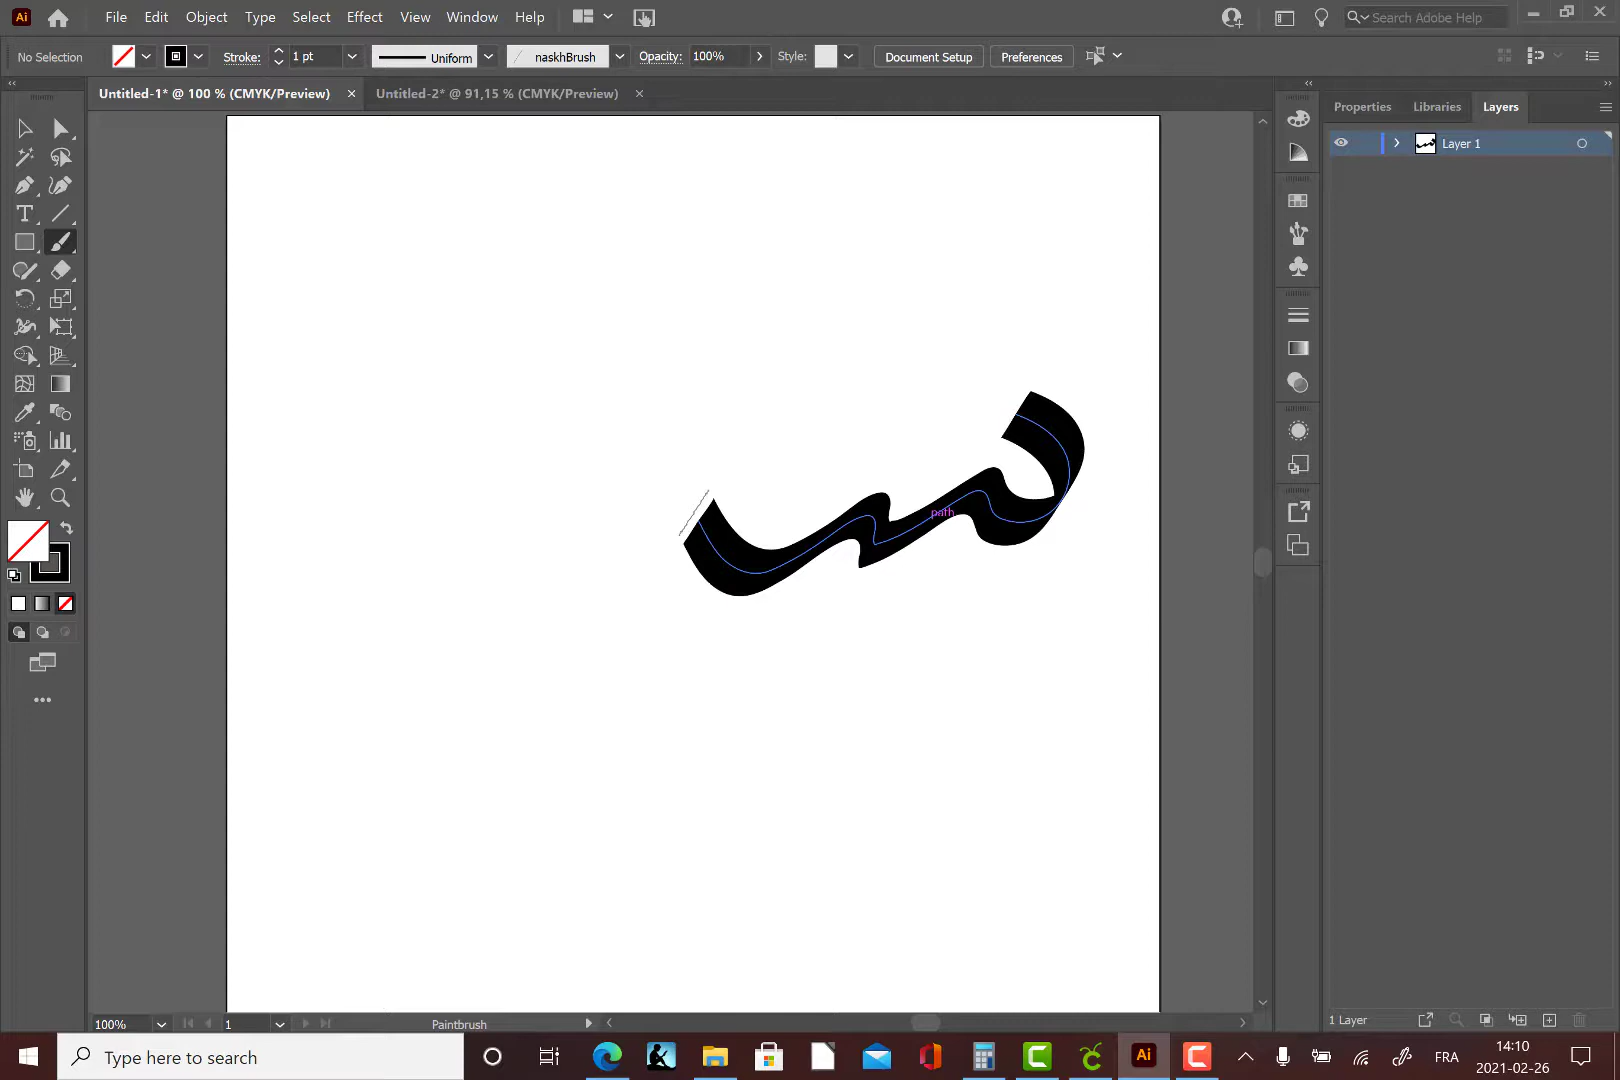 Ai File Edit Object Type Select Effect View Window Help Search Adobe Help
No Selection Stroke: 1 pt Uniform naskhBrush Opacity: 100% Style: Document Setup Preferences
Untitled-1* @ 100 % (CMYK/Preview) Untitled-2* @ 91,15 % (CMYK/Preview)
Properties Libraries Layers
Layer 1
path
100% 1 Paintbrush 1 Layer
Type here to search Ai FRA 14:10
2021-02-26